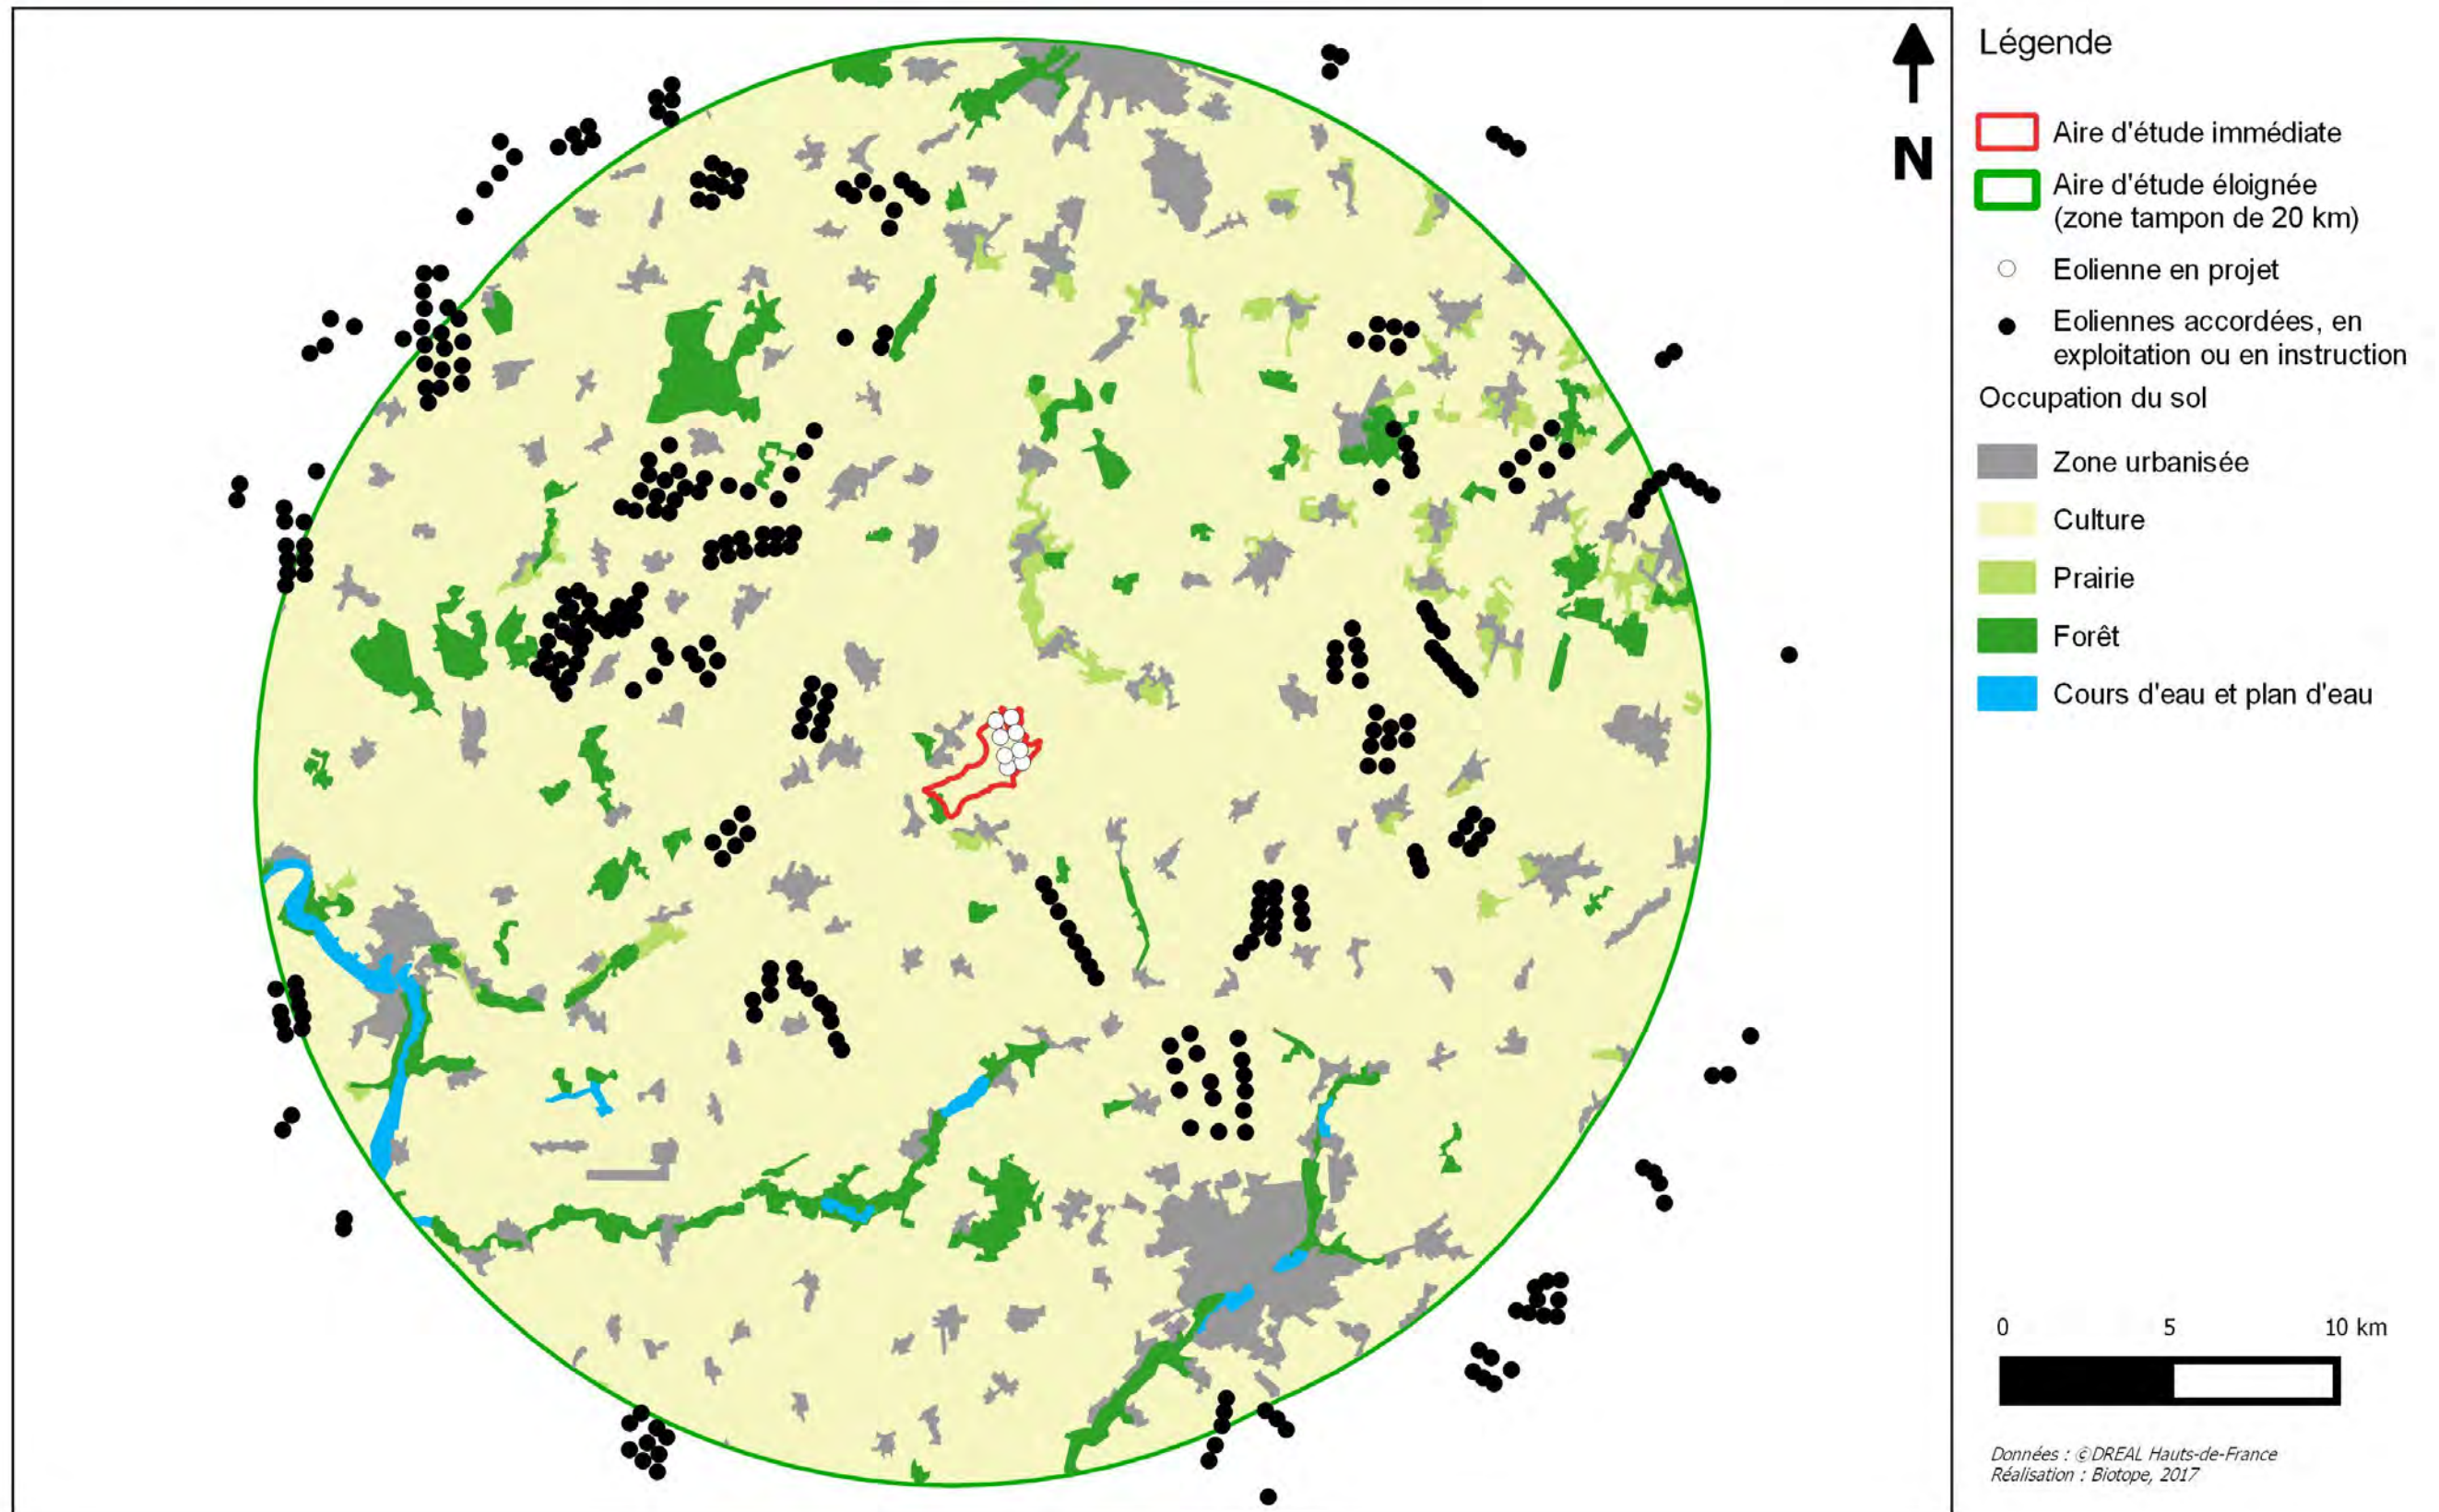 N
Légende
Aire d'étude immédiate
Aire d'étude éloignée
(zone tampon de 20 km)
Eolienne en projet
Eoliennes accordées, en
exploitation ou en instruction
Occupation du sol
Zone urbanisée
Culture
Prairie
Forêt
Cours d'eau et plan d'eau
0 5 10 km
Données : ©DREAL Hauts-de-France
Réalisation : Biotope, 2017